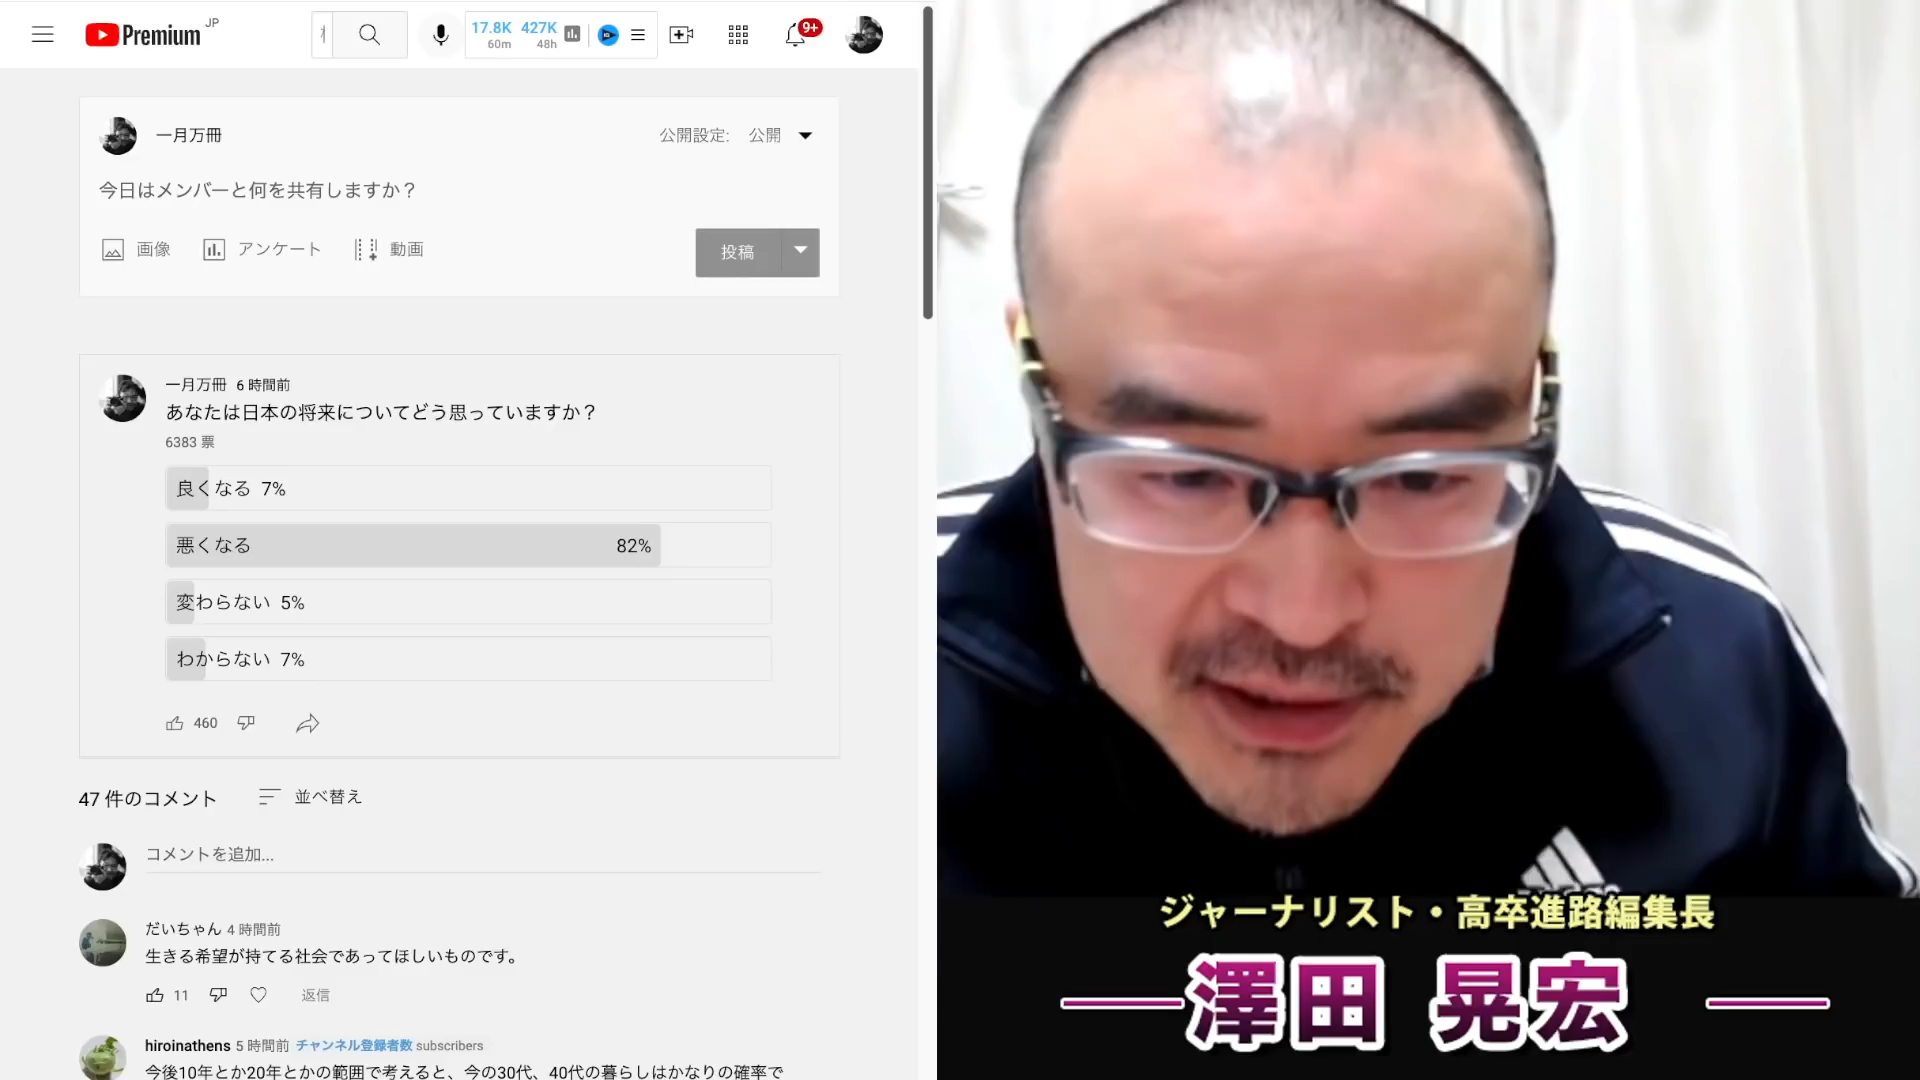 Premium JP
17.8K 427K
60m 48h
9+
一月万冊
公開設定: 公開
今日はメンバーと何を共有しますか？
画像 アンケート 動画
投稿
一月万冊 6 時間前
あなたは日本の将来についてどう思っていますか？
6383 票
良くなる 7%
悪くなる 82%
変わらない 5%
わからない 7%
460
47 件のコメント 並べ替え
コメントを追加...
だいちゃん 4 時間前
生きる希望が持てる社会であってほしいものです。
11 返信
hiroinathens 5 時間前 チャンネル登録者数 subscribers
今後10年とか20年とかの範囲で考えると、今の30代、40代の暮らしはかなりの確率で
ジャーナリスト・高卒進路編集長
澤田 晃宏